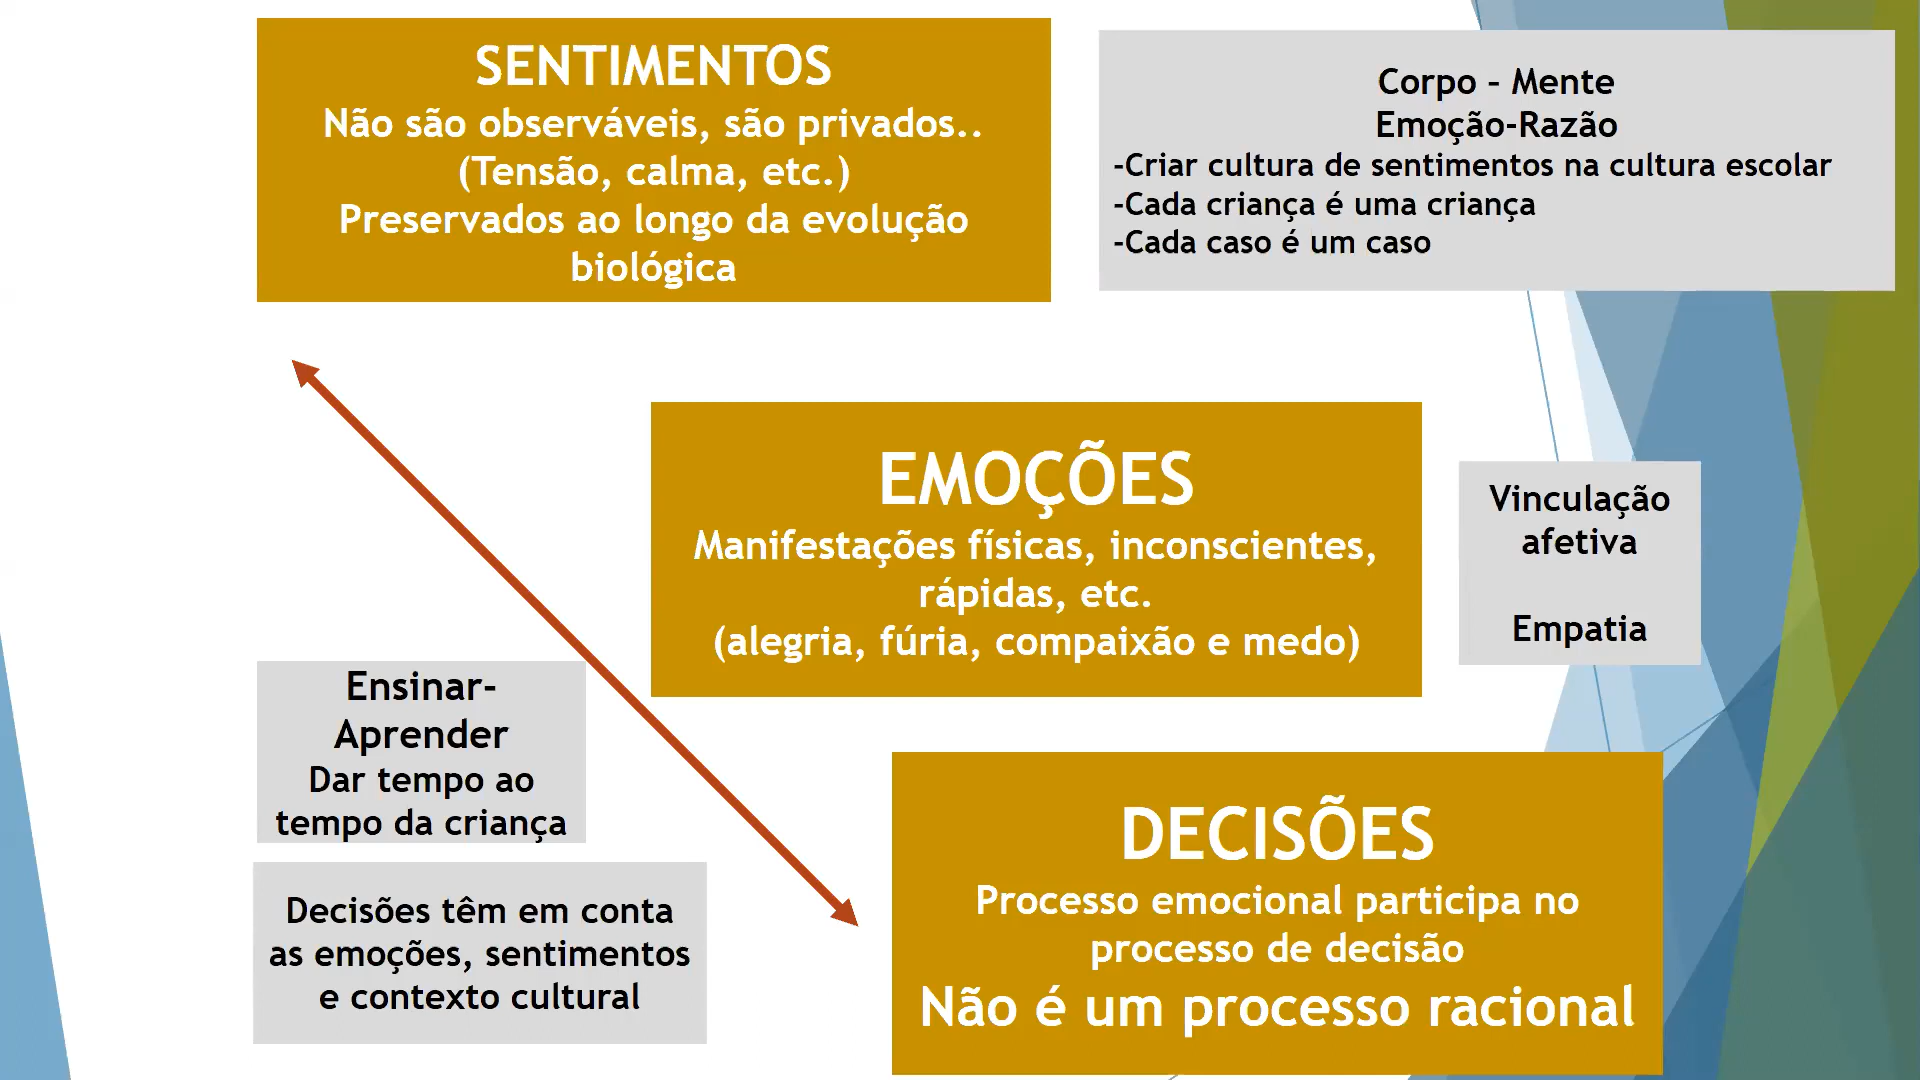 SENTIMENTOS
Não são observáveis, são privados..
(Tensão, calma, etc.)
Preservados ao longo da evolução
biológica
Corpo – Mente
Emoção-Razão
-Criar cultura de sentimentos na cultura escolar
-Cada criança é uma criança
-Cada caso é um caso
EMOÇÕES
Manifestações físicas, inconscientes,
rápidas, etc.
(alegria, fúria, compaixão e medo)
Vinculação
afetiva
Empatia
Ensinar-
Aprender
Dar tempo ao
tempo da criança
Decisões têm em conta
as emoções, sentimentos
e contexto cultural
DECISÕES
Processo emocional participa no
processo de decisão
Não é um processo racional